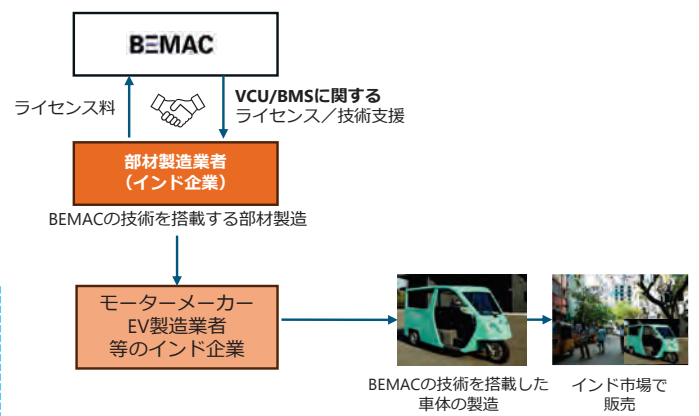 BEMAC
ライセンス料
VCU/BMSに関する
ライセンス／技術支援
部材製造業者
（インド企業）
BEMACの技術を搭載する部材製造
モーターメーカー
EV製造業者
等のインド企業
BEMACの技術を搭載した
車体の製造
インド市場で
販売